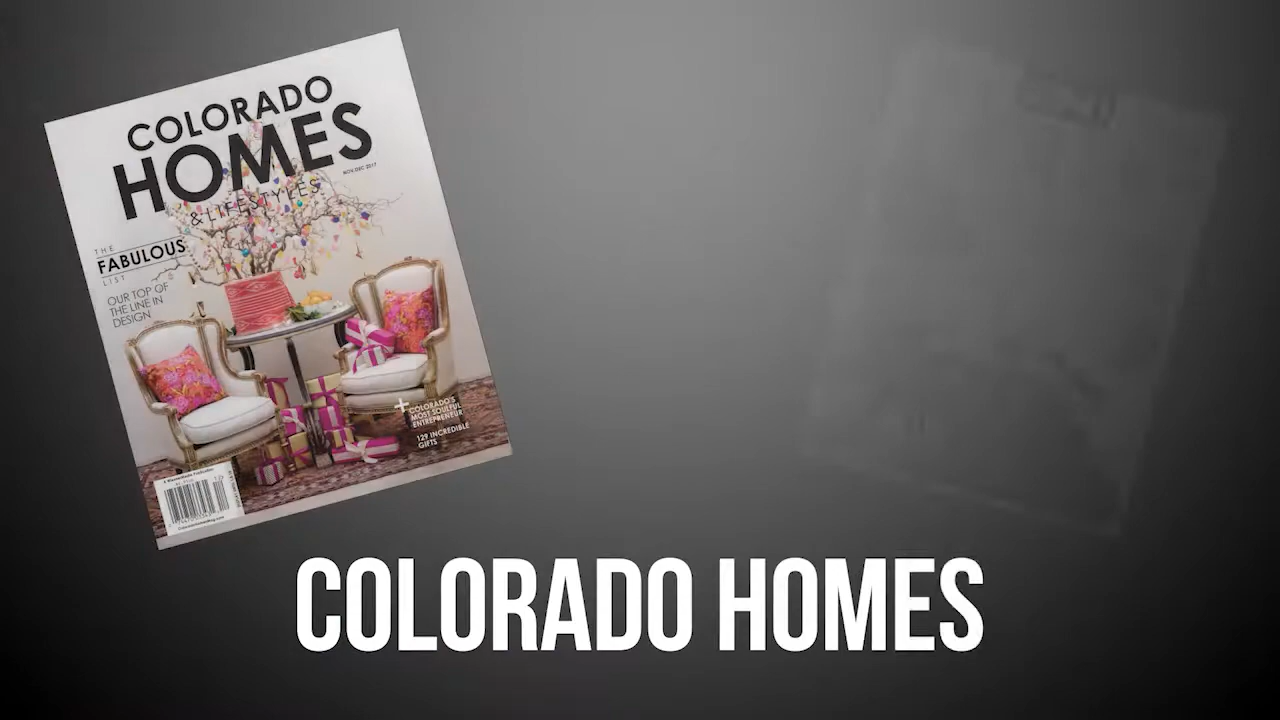 COLORADO
HOMES
& LIFESTYLES
NOV.DEC 2017
THE
FABULOUS
LIST
OUR TOP OF
THE LINE IN
DESIGN
+ COLORADO'S
MOST SOULFUL
ENTREPRENEUR
129 INCREDIBLE
GIFTS
COLORADO HOMES